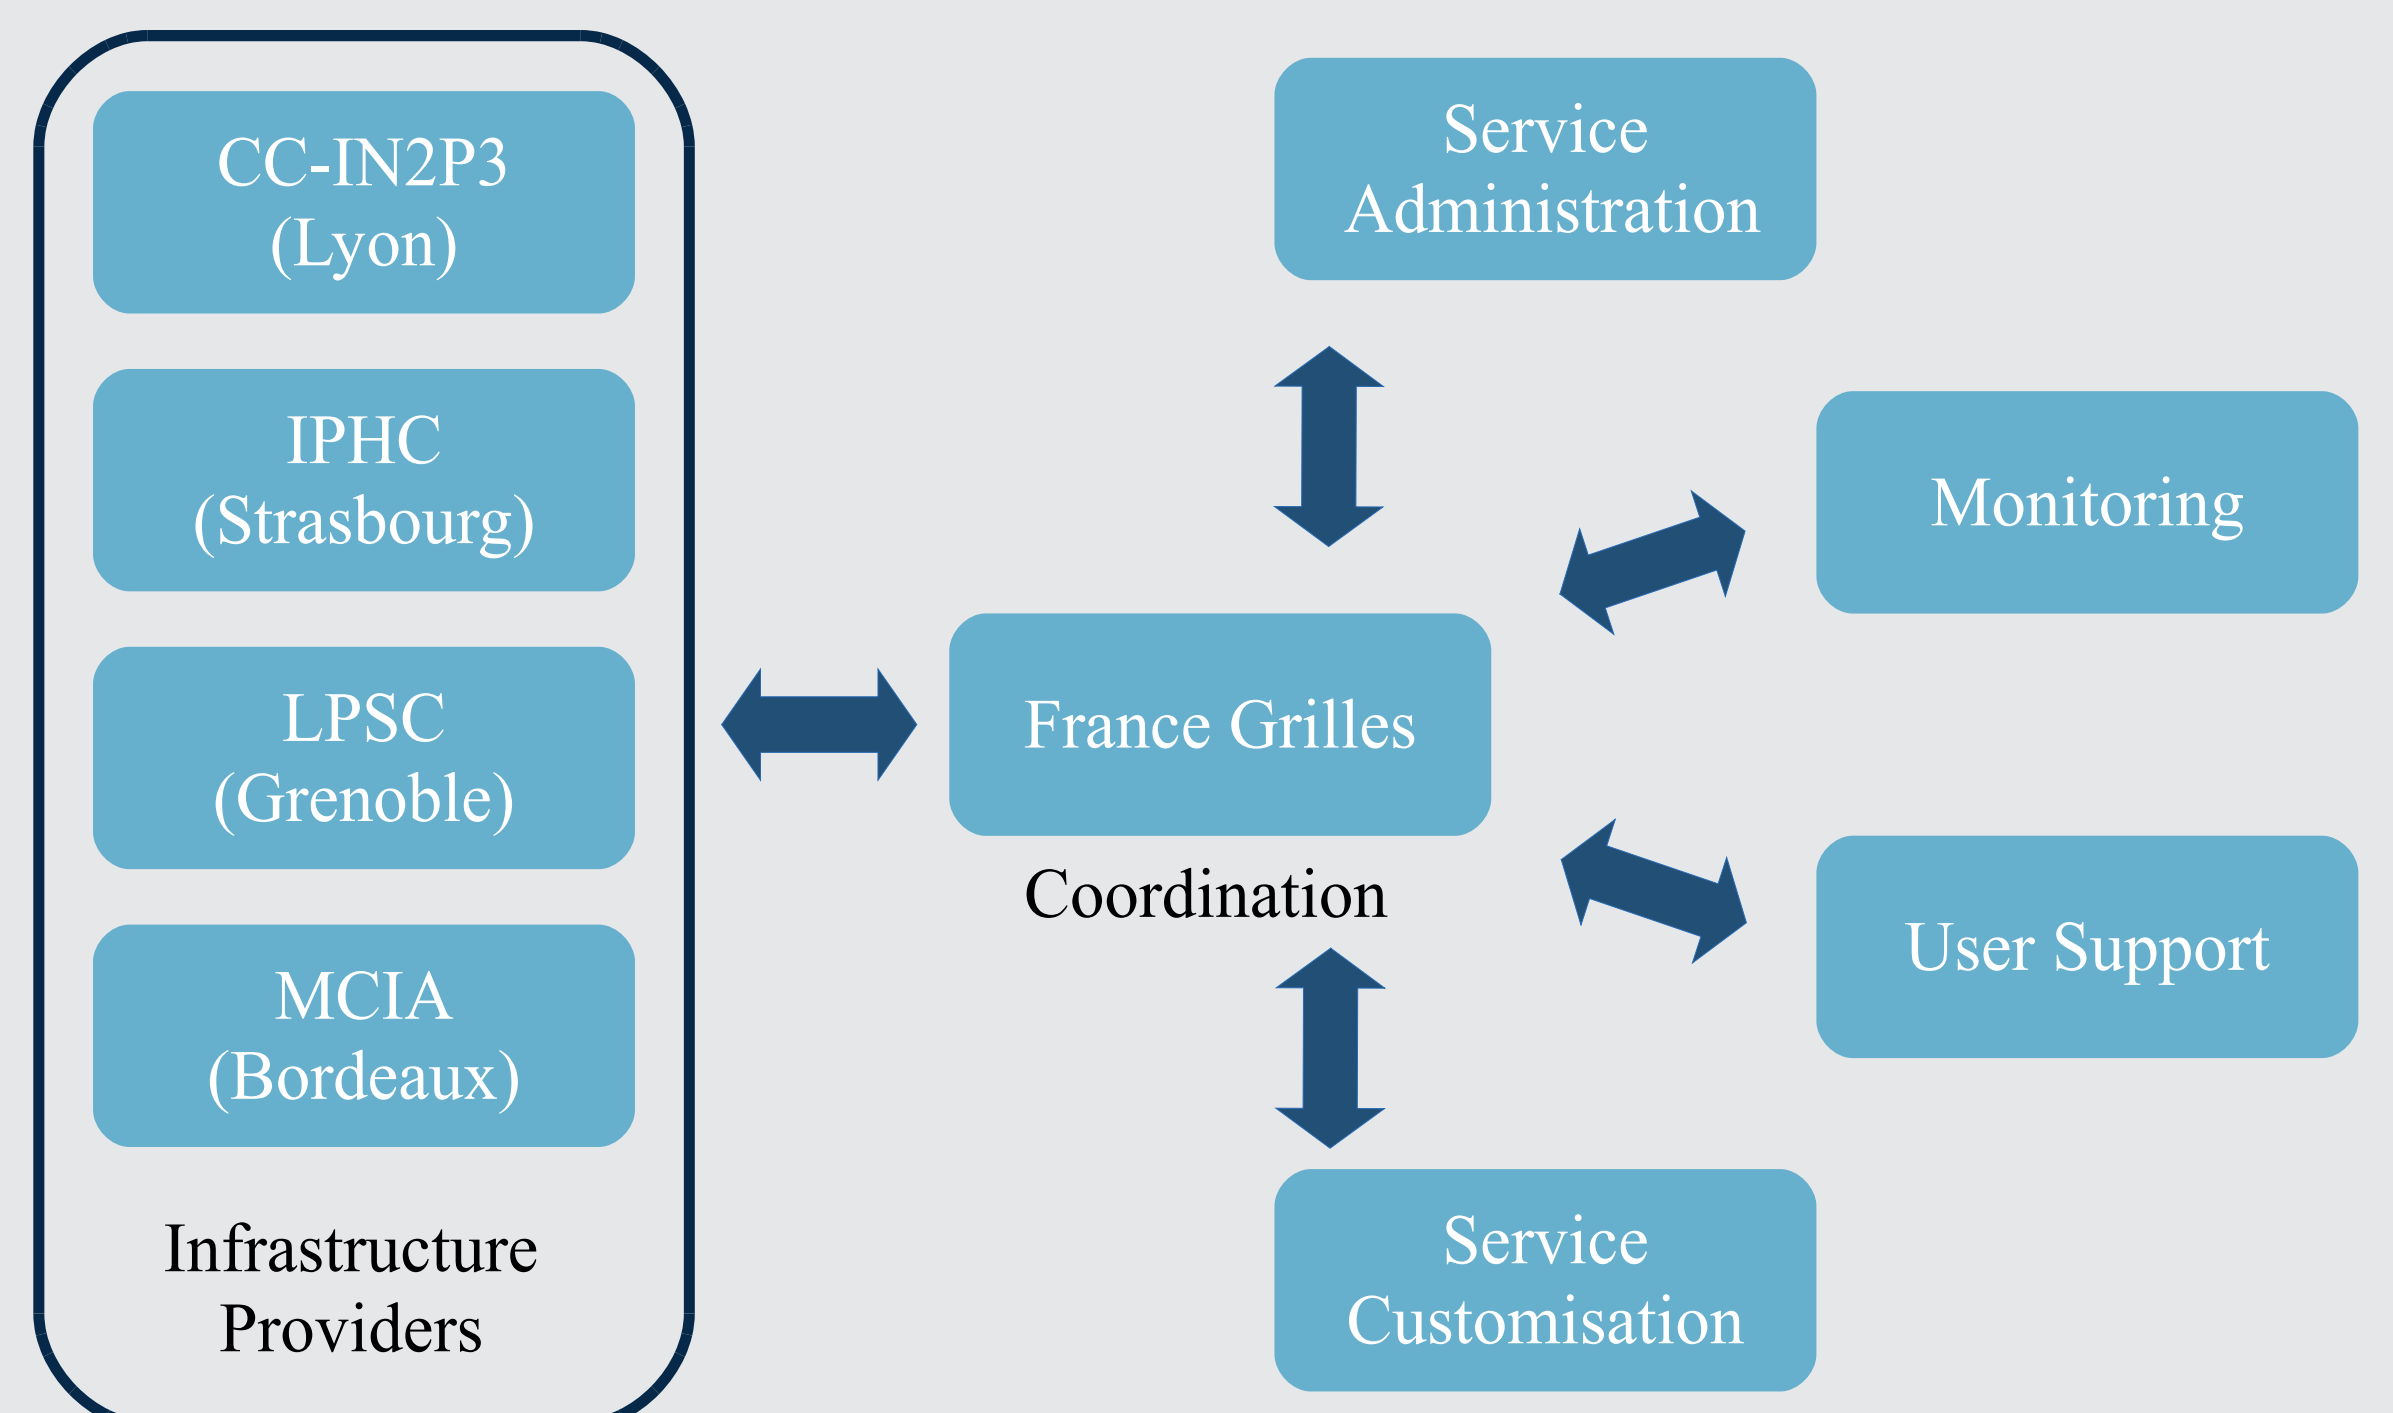 CC-IN2P3
(Lyon)
IPHC
(Strasbourg)
LPSC
(Grenoble)
MCIA
(Bordeaux)
Infrastructure
Providers
France Grilles
Coordination
Service
Administration
Monitoring
User Support
Service
Customisation